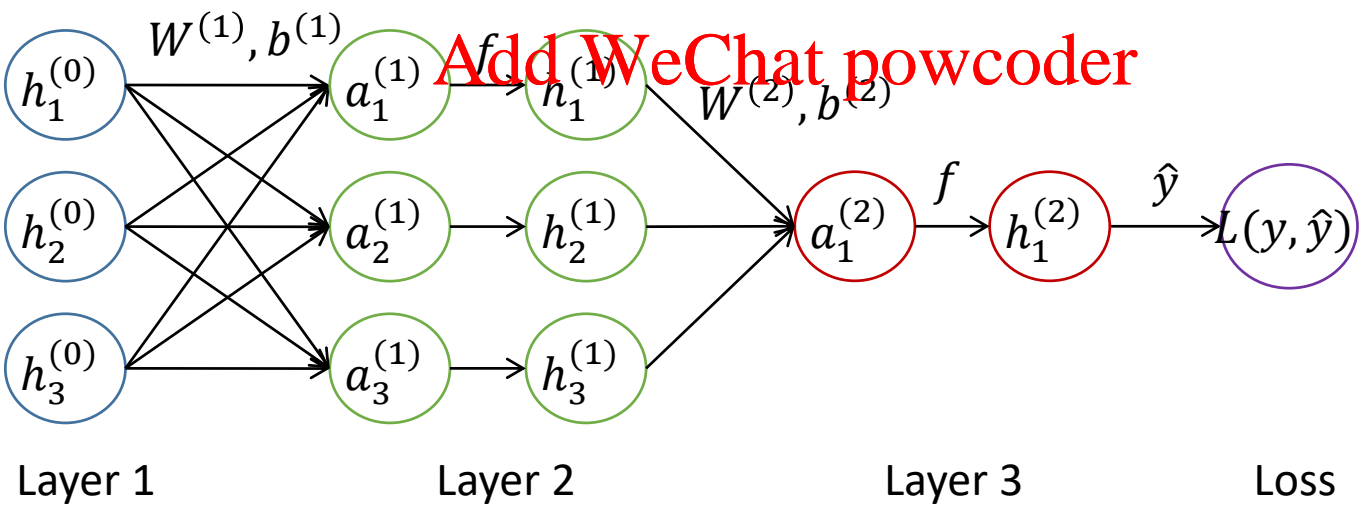 W^(1), b^(1)
Add WeChat powcoder
f
W^(2), b^(2)
h_1^(0)
a_1^(1)
h_1^(1)
h_2^(0)
a_2^(1)
h_2^(1)
a_1^(2)
f
h_1^(2)
ŷ
L(y, ŷ)
h_3^(0)
a_3^(1)
h_3^(1)
Layer 1
Layer 2
Layer 3
Loss